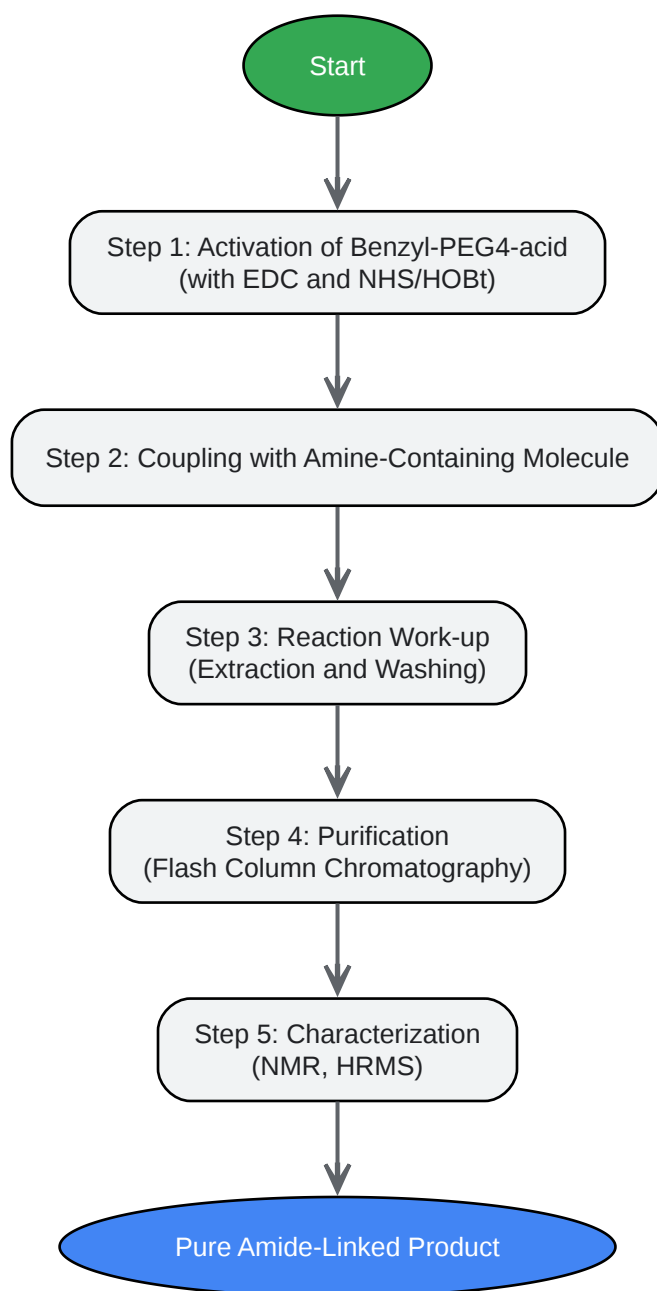 Start
Step 1: Activation of Benzyl-PEG4-acid
(with EDC and NHS/HOBt)
Step 2: Coupling with Amine-Containing Molecule
Step 3: Reaction Work-up
(Extraction and Washing)
Step 4: Purification
(Flash Column Chromatography)
Step 5: Characterization
(NMR, HRMS)
Pure Amide-Linked Product